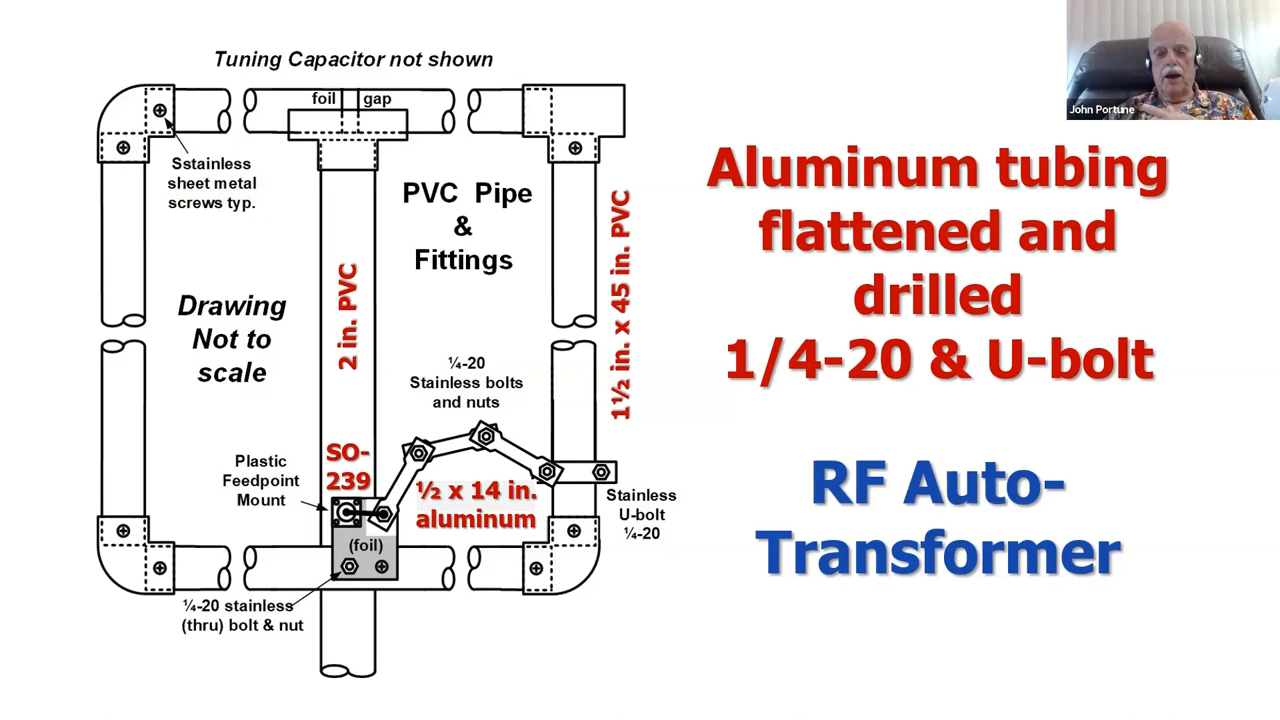 Tuning Capacitor not shown
foil gap
Sstainless
sheet metal
screws typ.
PVC Pipe
&
Fittings
2 in. PVC
1½ in. x 45 in. PVC
Drawing
Not to
scale
¼-20
Stainless bolts
and nuts
Plastic
Feedpoint
Mount
SO-
239
½ x 14 in.
aluminum
Stainless
U-bolt
¼-20
(foil)
¼-20 stainless
(thru) bolt & nut
Aluminum tubing
flattened and
drilled
1/4-20 & U-bolt
RF Auto-
Transformer
John Portune